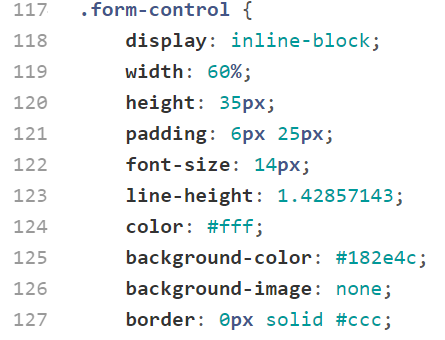 117 .form-control {
118 display: inline-block;
119 width: 60%;
120 height: 35px;
121 padding: 6px 25px;
122 font-size: 14px;
123 line-height: 1.42857143;
124 color: #fff;
125 background-color: #182e4c;
126 background-image: none;
127 border: 0px solid #ccc;